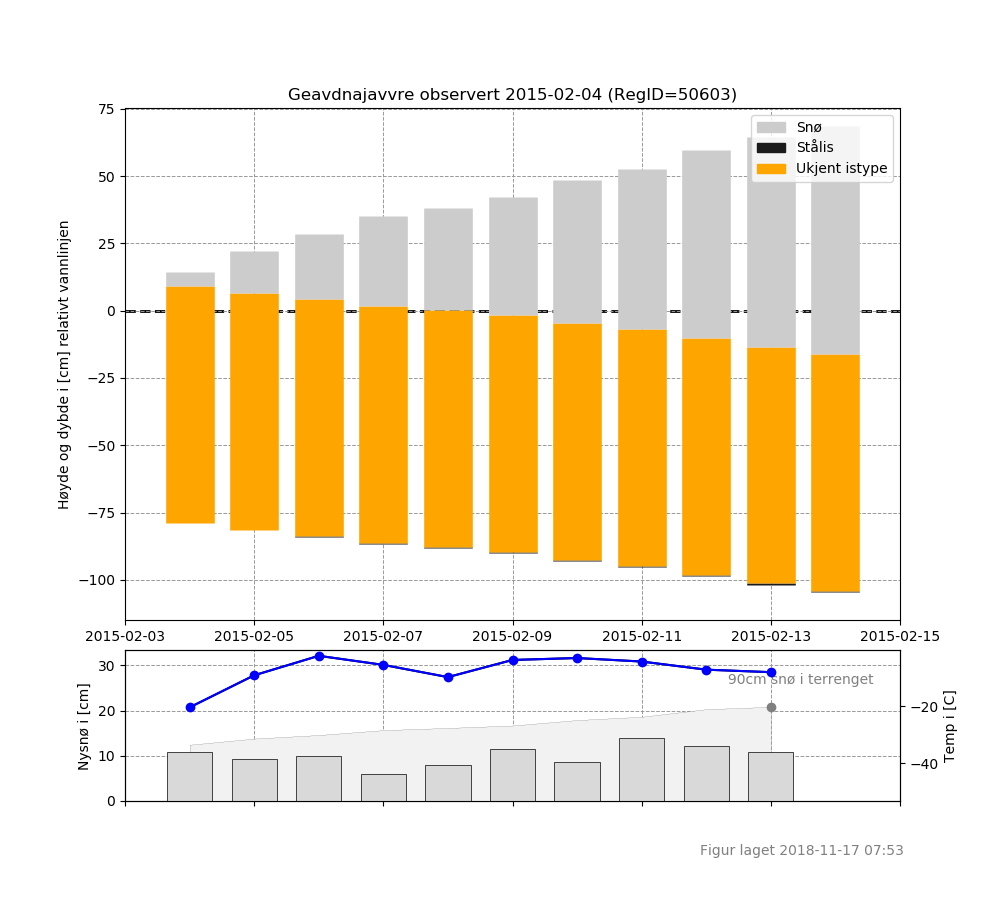 Geavdnajavvre observert 2015-02-04 (RegID=50603)
Snø
Stålis
Ukjent istype
Høyde og dybde i [cm] relativt vannlinjen
75
50
25
0
−25
−50
−75
−100
2015-02-03 2015-02-05 2015-02-07 2015-02-09 2015-02-11 2015-02-13 2015-02-15
Nysnø i [cm]
30
20
10
0
90cm snø i terrenget
−20
−40
Temp i [C]
Figur laget 2018-11-17 07:53